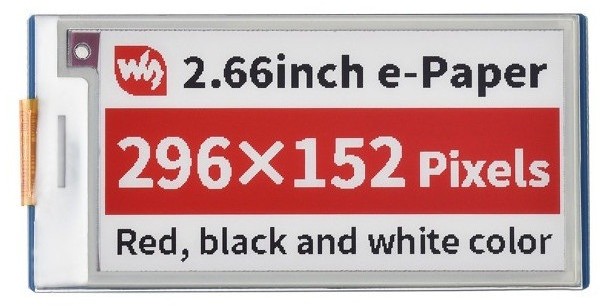 2.66inch e-Paper
296×152 Pixels
Red, black and white color